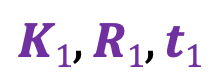 K₁, R₁, t₁